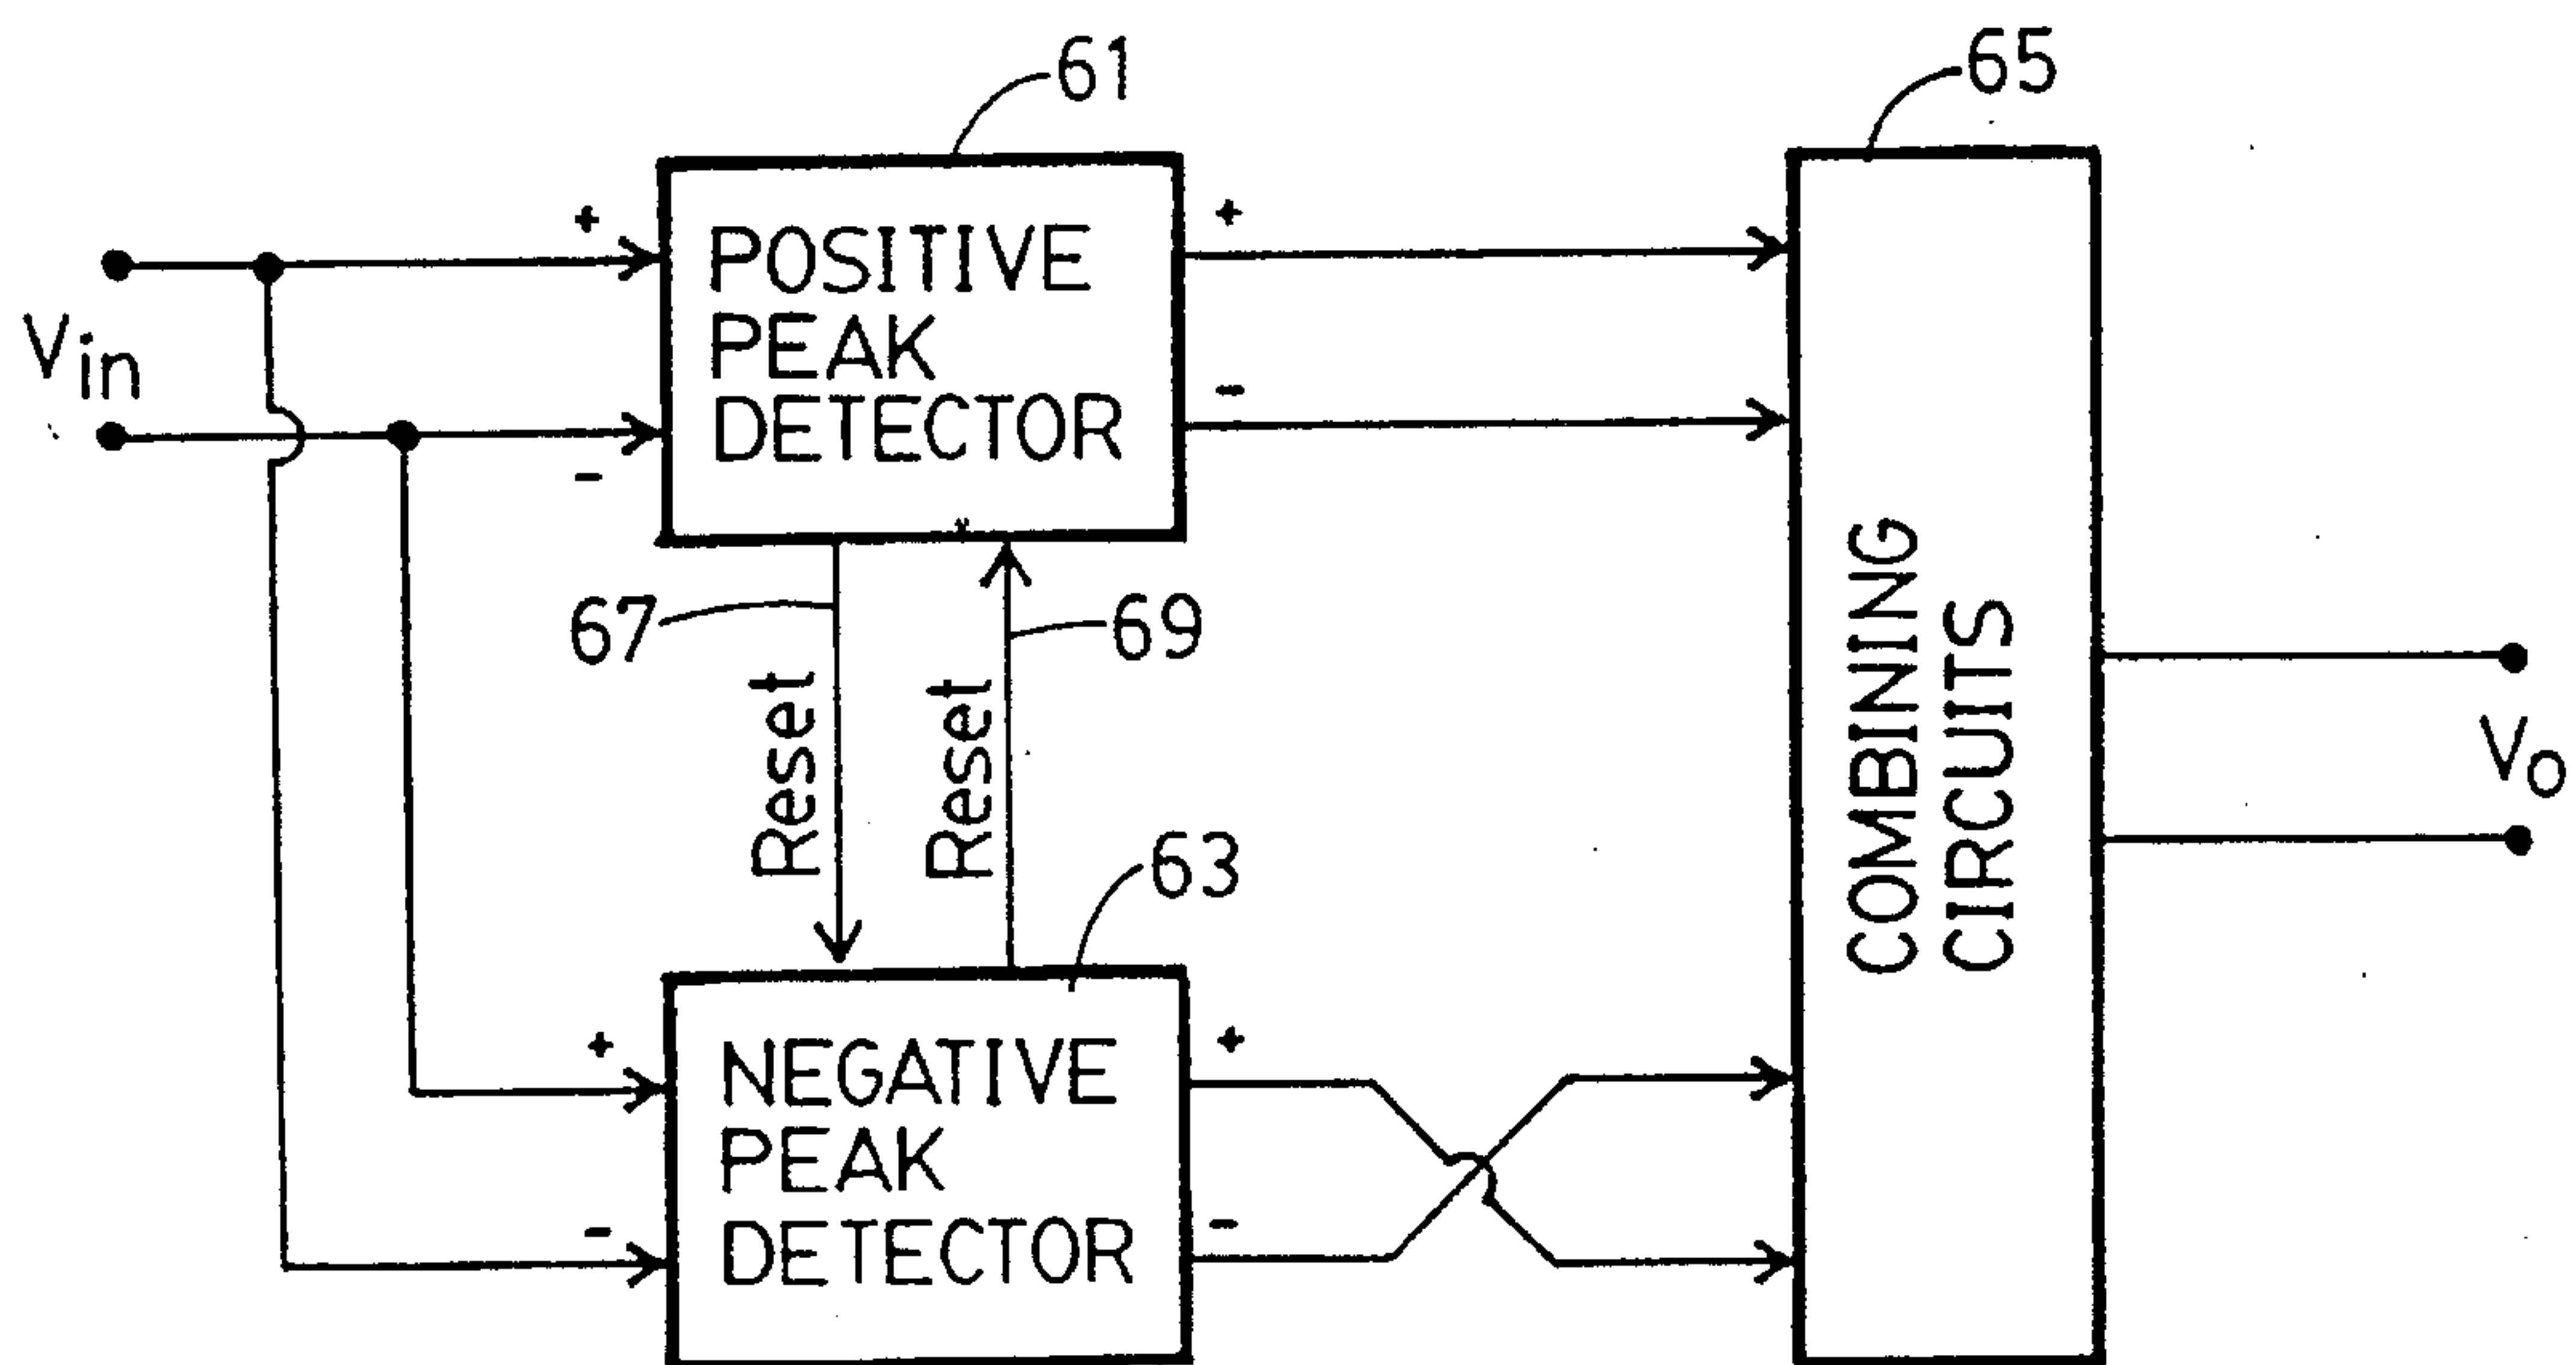 61
65
+
+
POSITIVE
PEAK
DETECTOR
Vin
-
-
67
69
Reset
Reset
63
COMBINING
CIRCUITS
Vo
+
+
NEGATIVE
PEAK
DETECTOR
-
-